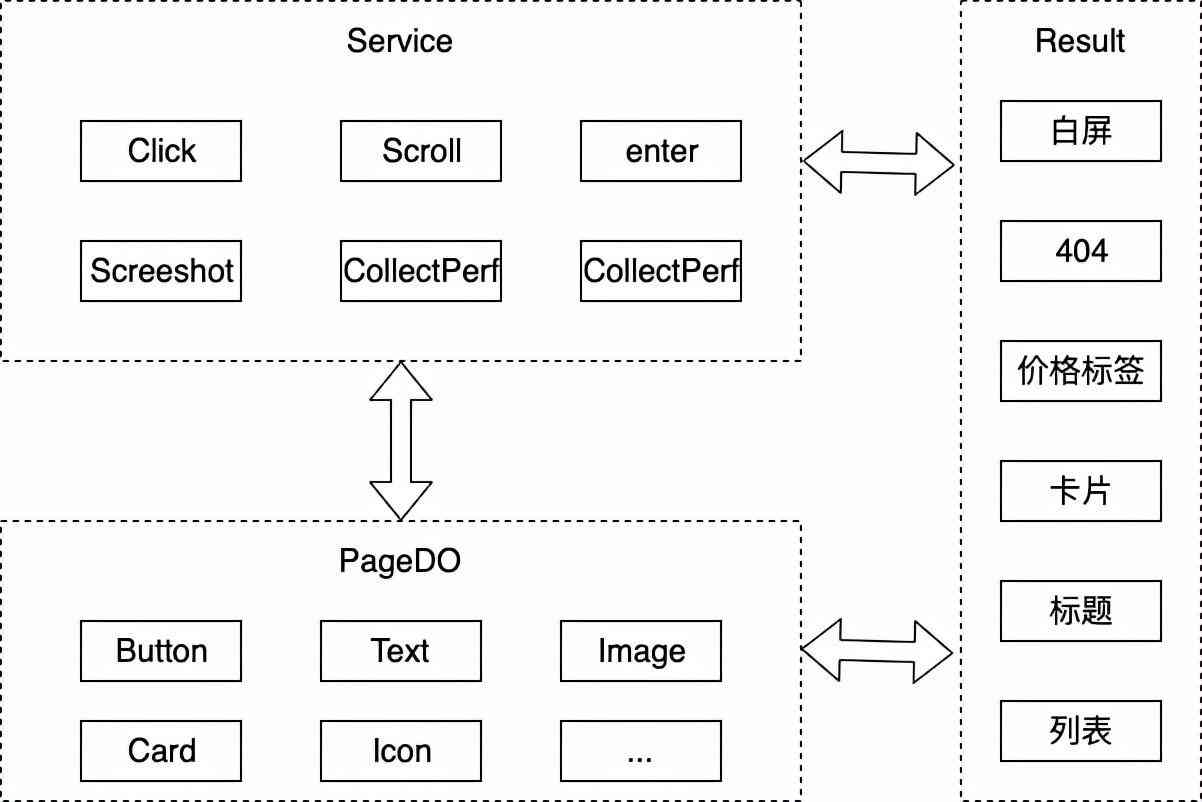 Service
Click
Scroll
enter
Screeshot
CollectPerf
CollectPerf
PageDO
Button
Text
Image
Card
Icon
...
Result
白屏
404
价格标签
卡片
标题
列表